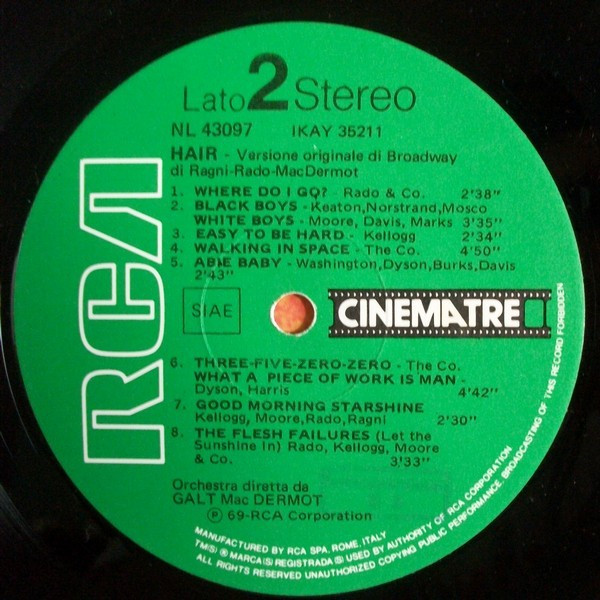 Lato 2 Stereo
NL 43097 IKAY 35211
HAIR - Versione originale di Broadway
di Ragni-Rado-MacDermot
1. WHERE DO I GO? - Rado & Co. 2'38"
2. BLACK BOYS - Keaton,Norstrand,Mosco
WHITE BOYS - Moore, Davis, Marks 3'35"
3. EASY TO BE HARD - Kellogg 2'34"
4. WALKING IN SPACE - The Co. 4'50"
5. ABIE BABY - Washington,Dyson,Burks,Davis
2'43"
RCA
SIAE
CINEMATRE
6. THREE-FIVE-ZERO-ZERO - The Co.
WHAT A PIECE OF WORK IS MAN -
Dyson, Harris 4'42"
7. GOOD MORNING STARSHINE
Kellogg, Moore,Rado,Ragni 2'30"
8. THE FLESH FAILURES (Let the
Sunshine In) Rado, Kellogg, Moore
& Co. 3'33"
Orchestra diretta da
GALT Mac DERMOT
Ⓟ 69-RCA Corporation
MANUFACTURED BY RCA SPA, ROME, ITALY
TM(S) ® MARCA(S) REGISTRADA(S) USED BY AUTHORITY OF RCA CORPORATION
ALL RIGHTS RESERVED UNAUTHORIZED COPYING PUBLIC PERFORMANCE, BROADCASTING OF THIS RECORD FORBIDDEN